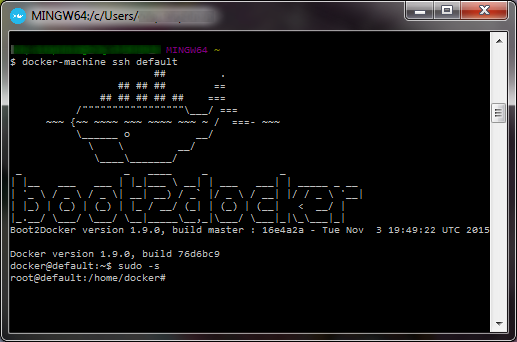 MINGW64:/c/Users/
MINGW64 ~
$ docker-machine ssh default
boot2docker
Boot2Docker version 1.9.0, build master : 16e4a2a - Tue Nov  3 19:49:22 UTC 2015
Docker version 1.9.0, build 76d6bc9
docker@default:~$ sudo -s
root@default:/home/docker#